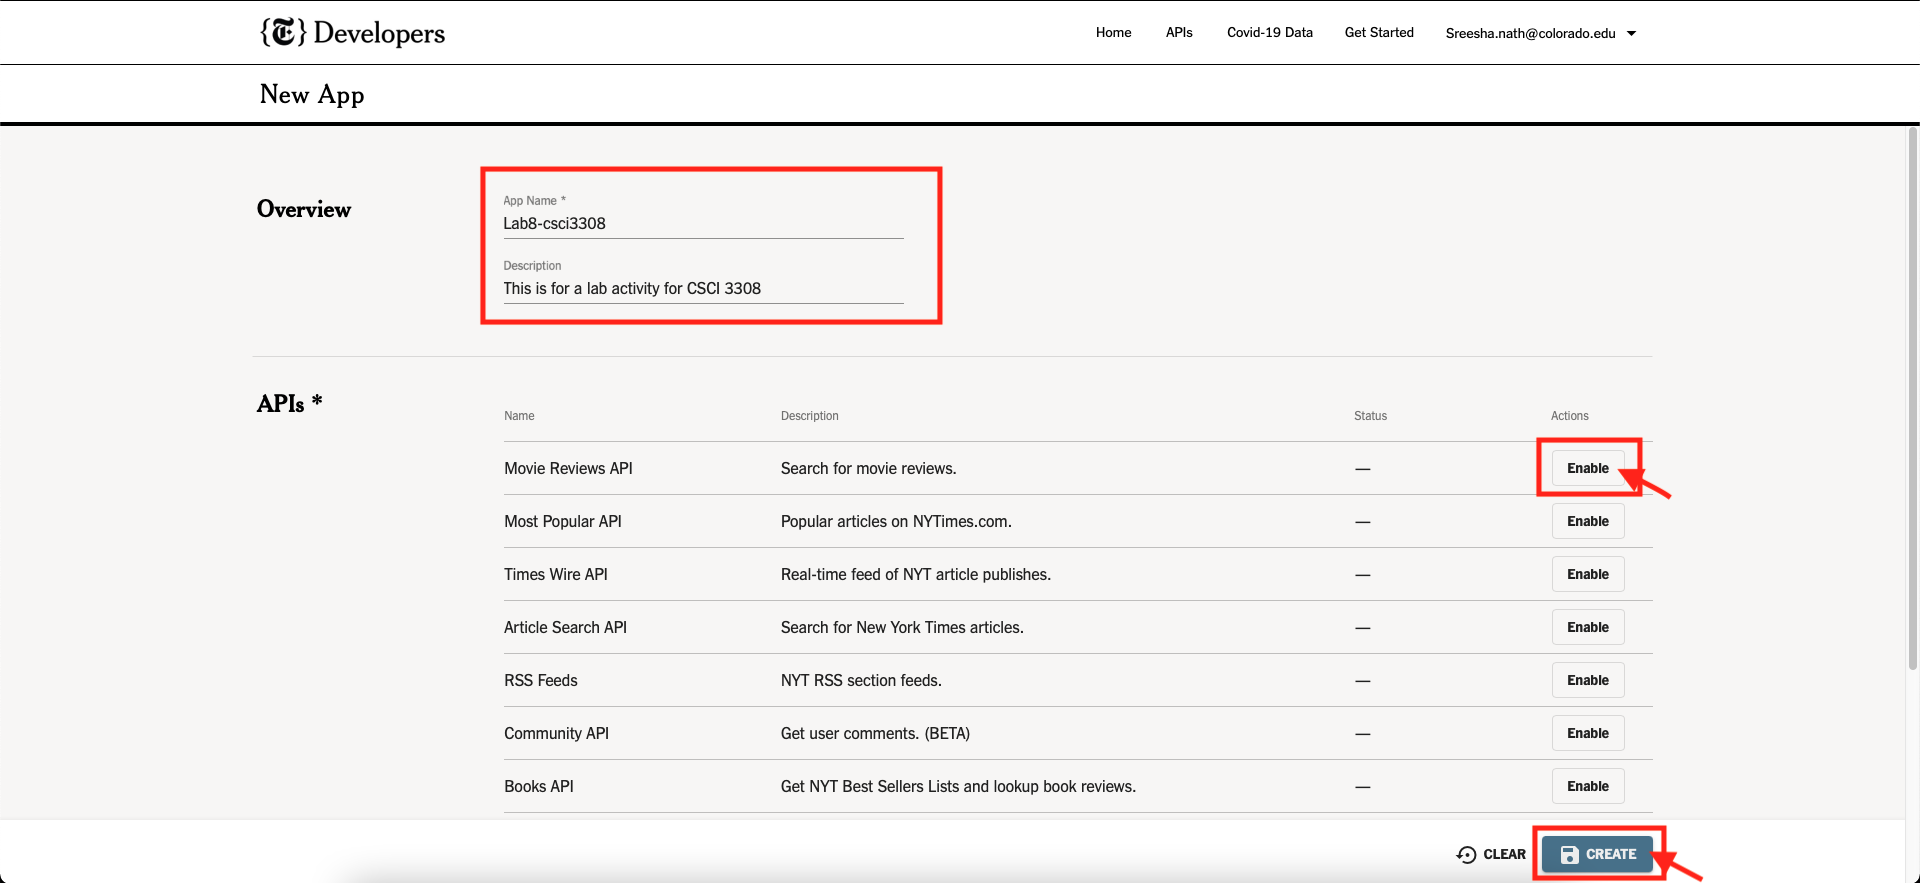 {T} Developers Home APIs Covid-19 Data Get Started Sreesha.nath@colorado.edu
New App
Overview
App Name *
Lab8-csci3308
Description
This is for a lab activity for CSCI 3308
APIs *
Name Description Status Actions
Movie Reviews API Search for movie reviews. — Enable
Most Popular API Popular articles on NYTimes.com. — Enable
Times Wire API Real-time feed of NYT article publishes. — Enable
Article Search API Search for New York Times articles. — Enable
RSS Feeds NYT RSS section feeds. — Enable
Community API Get user comments. (BETA) — Enable
Books API Get NYT Best Sellers Lists and lookup book reviews. — Enable
CLEAR CREATE